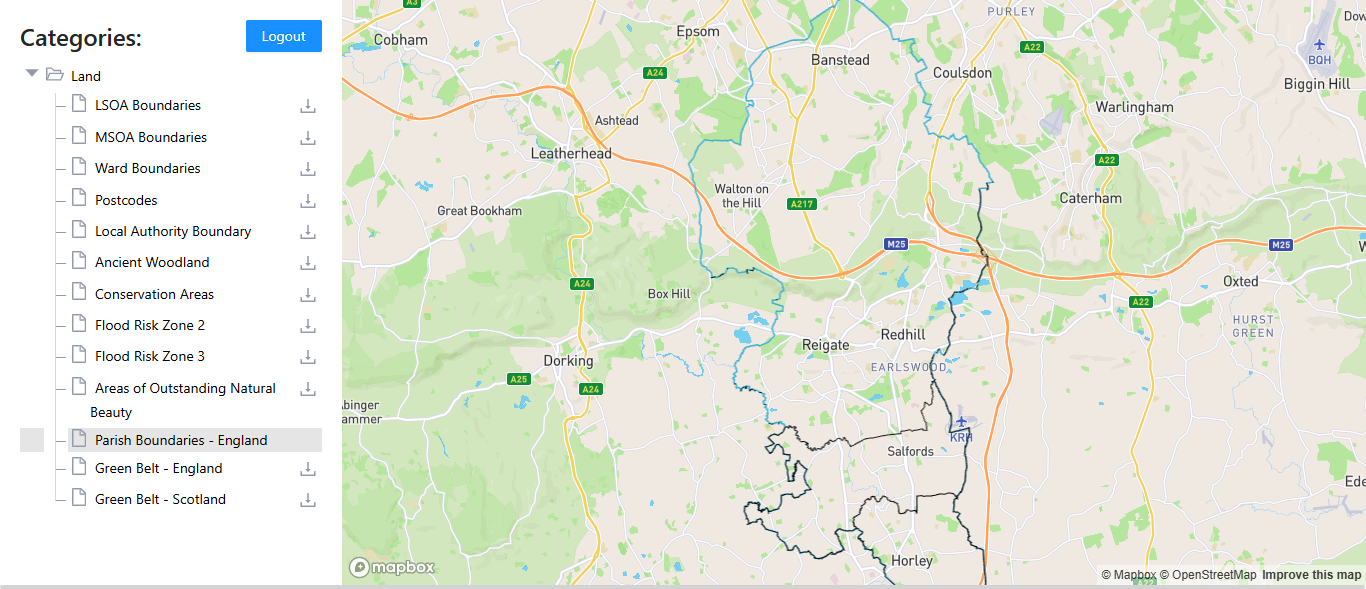 Categories:
Logout
Land
LSOA Boundaries
MSOA Boundaries
Ward Boundaries
Postcodes
Local Authority Boundary
Ancient Woodland
Conservation Areas
Flood Risk Zone 2
Flood Risk Zone 3
Areas of Outstanding Natural
Beauty
Parish Boundaries - England
Green Belt - England
Green Belt - Scotland
A3
PURLEY
Cobham
Epsom
A22
Banstead
BQH
A24
Coulsdon
Biggin Hill
Warlingham
Ashtead
Leatherhead
A22
Walton on
the Hill
Caterham
A217
Great Bookham
M25
M25
A24
Box Hill
Oxted
A22
HURST
GREEN
Redhill
Reigate
Dorking
EARLSWOOD
A25
A24
KRH
Salfords
Horley
mapbox
© Mapbox © OpenStreetMap Improve this map
A22